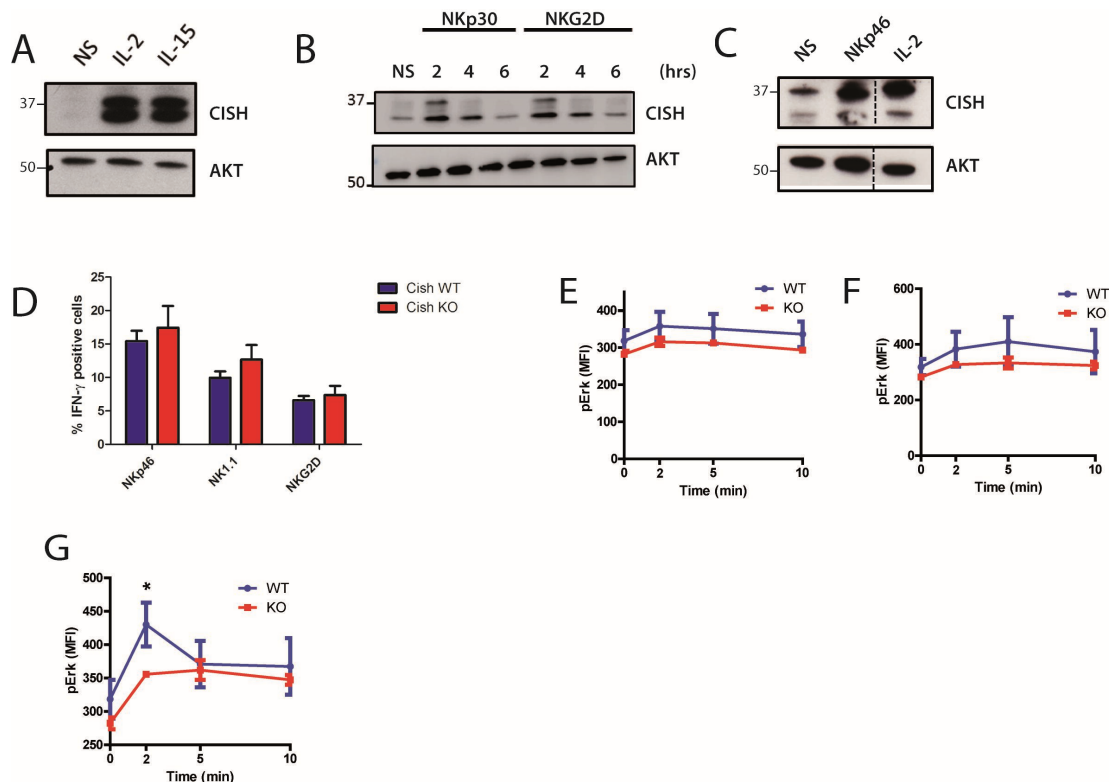 A
NS
IL-2
IL-15
37
CISH
50
AKT
B
NKp30
NKG2D
NS 2 4 6 2 4 6 (hrs)
37
CISH
AKT
50
C
NS
NKp46
IL-2
37
CISH
AKT
50
D
25
20
15
10
5
0
% IFN-γ positive cells
NKp46
NK1.1
NKG2D
Cish WT
Cish KO
E
WT
KO
400
300
200
100
0
pErk (MFI)
0 2 5 10
Time (min)
F
WT
KO
600
400
200
0
pErk (MFI)
0 2 5 10
Time (min)
G
WT
KO
*
500
450
400
350
300
250
pErk (MFI)
0 2 5 10
Time (min)